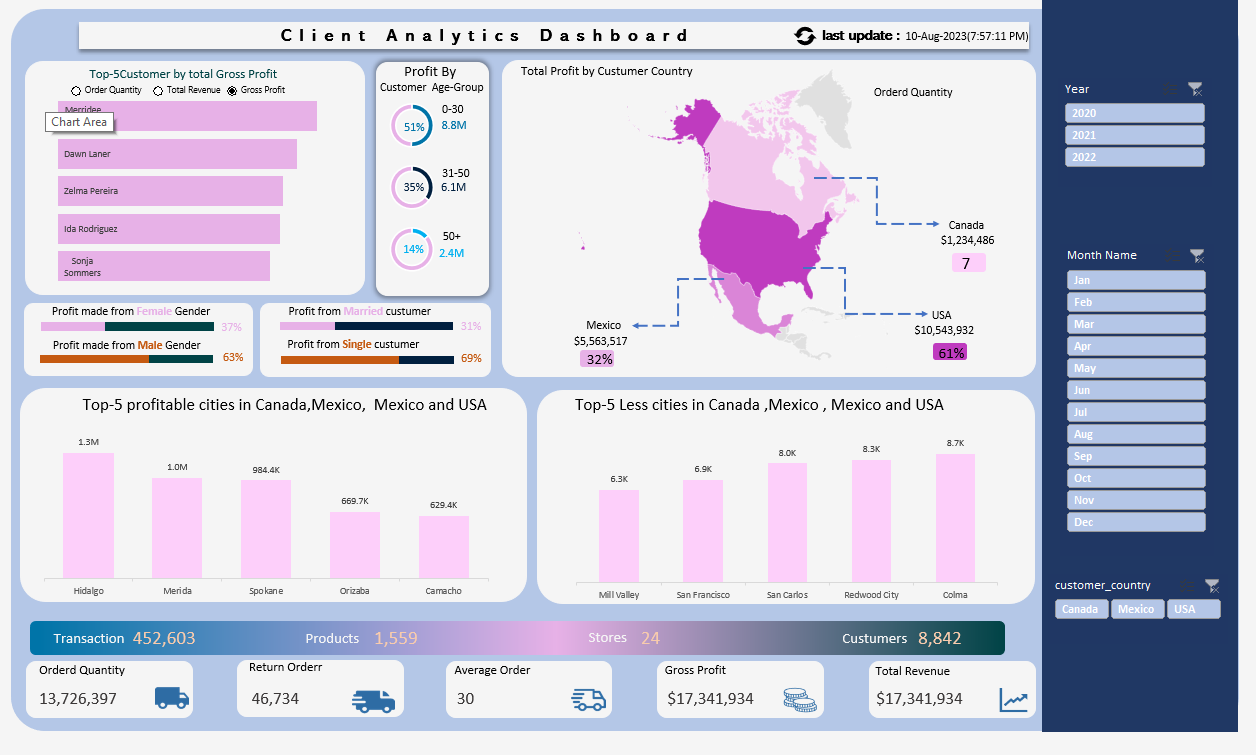 Client Analytics Dashboard
last update : 10-Aug-2023(7:57:11 PM)
Top-5Customer by total Gross Profit
Order Quantity
Total Revenue
Gross Profit
Merridee
Chart Area
Dawn Laner
Zelma Pereira
Ida Rodriguez
Sonja
Sommers
Profit By
Customer Age-Group
0-30
51%
8.8M
31-50
35%
6.1M
50+
14%
2.4M
Total Profit by Custumer Country
Orderd Quantity
Canada
$1,234,486
7
USA
$10,543,932
61%
Mexico
$5,563,517
32%
Profit made from Female Gender
37%
Profit made from Male Gender
63%
Profit from Married custumer
31%
Profit from Single custumer
69%
Top-5 profitable cities in Canada,Mexico, Mexico and USA
1.3M
1.0M
984.4K
669.7K
629.4K
Hidalgo
Merida
Spokane
Orizaba
Camacho
Top-5 Less cities in Canada ,Mexico , Mexico and USA
6.3K
6.9K
8.0K
8.3K
8.7K
Mill Valley
San Francisco
San Carlos
Redwood City
Colma
Transaction 452,603
Products 1,559
Stores 24
Custumers 8,842
Orderd Quantity
13,726,397
Return Orderr
46,734
Average Order
30
Gross Profit
$17,341,934
Total Revenue
$17,341,934
Year
2020
2021
2022
Month Name
Jan
Feb
Mar
Apr
May
Jun
Jul
Aug
Sep
Oct
Nov
Dec
customer_country
Canada
Mexico
USA